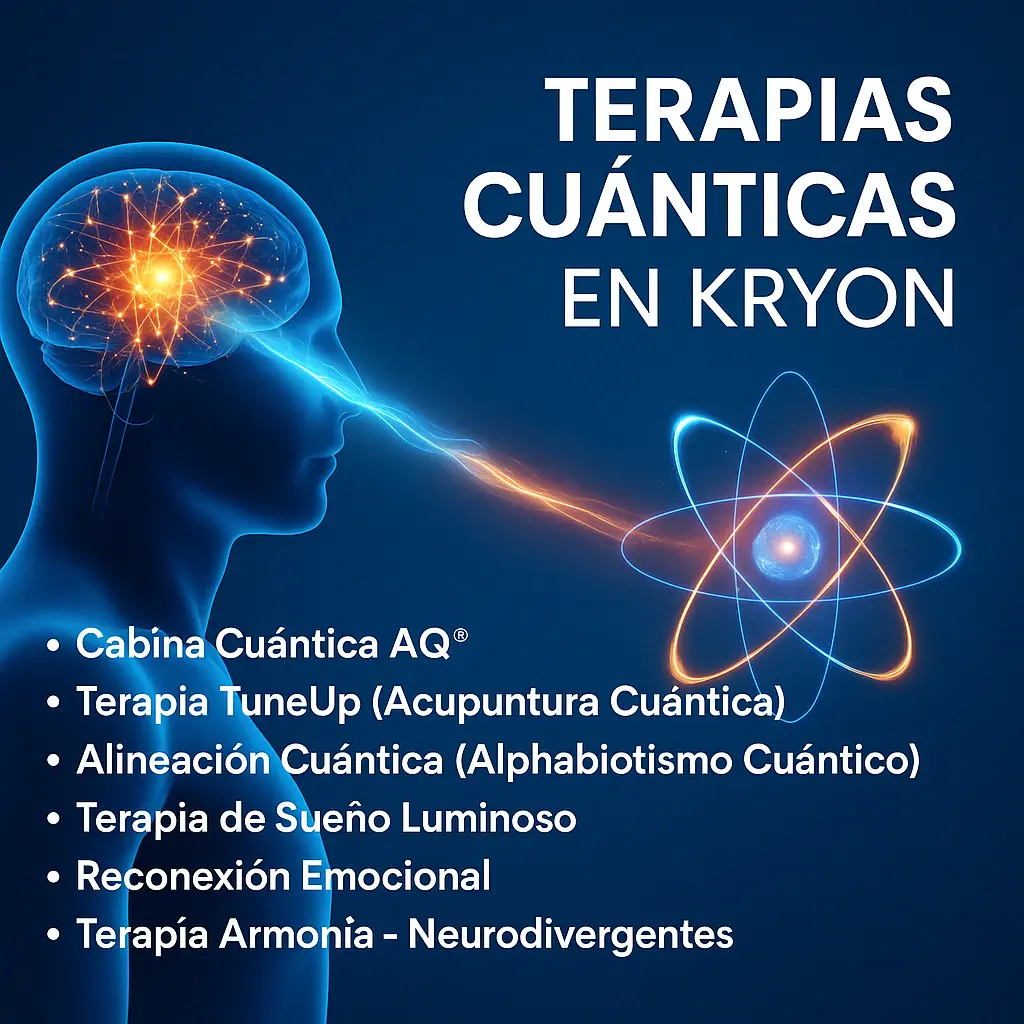 TERAPIAS
CUÁNTICAS
EN KRYON
• Cabina Cuántica AQ®
• Terapia TuneUp (Acupuntura Cuántica)
• Alineación Cuántica (Alphabiotismo Cuántico)
• Terapia de Sueño Luminoso
• Reconexión Emocional
• Terapía Armonía - Neurodivergentes